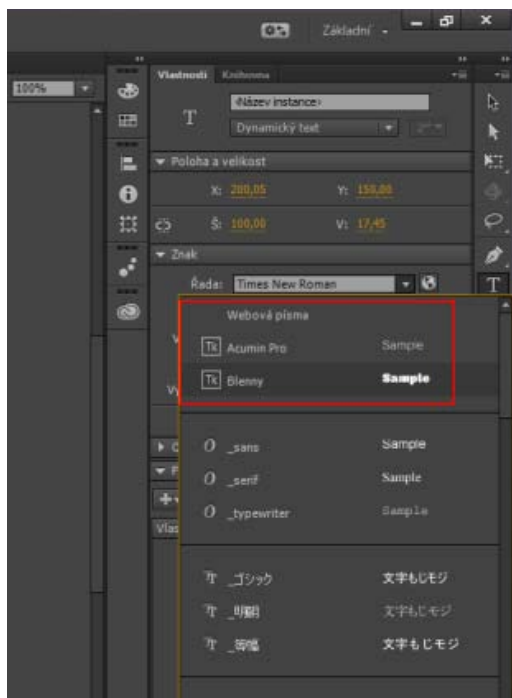 Základní
100%
Vlastnosti Knihovna
<Název instance>
T Dynamický text
Poloha a velikost
X: 200,05 Y: 150,00
Š: 100,00 V: 17,45
Znak
Řada: Times New Roman
T
Webová písma
Tk Acumin Pro Sample
Tk Blenny Sample
O _sans Sample
O _serif Sample
O _typewriter Sample
Vlas
_ゴシック 文字もじモジ
_明朝 文字もじモジ
_等幅 文字もじモジ